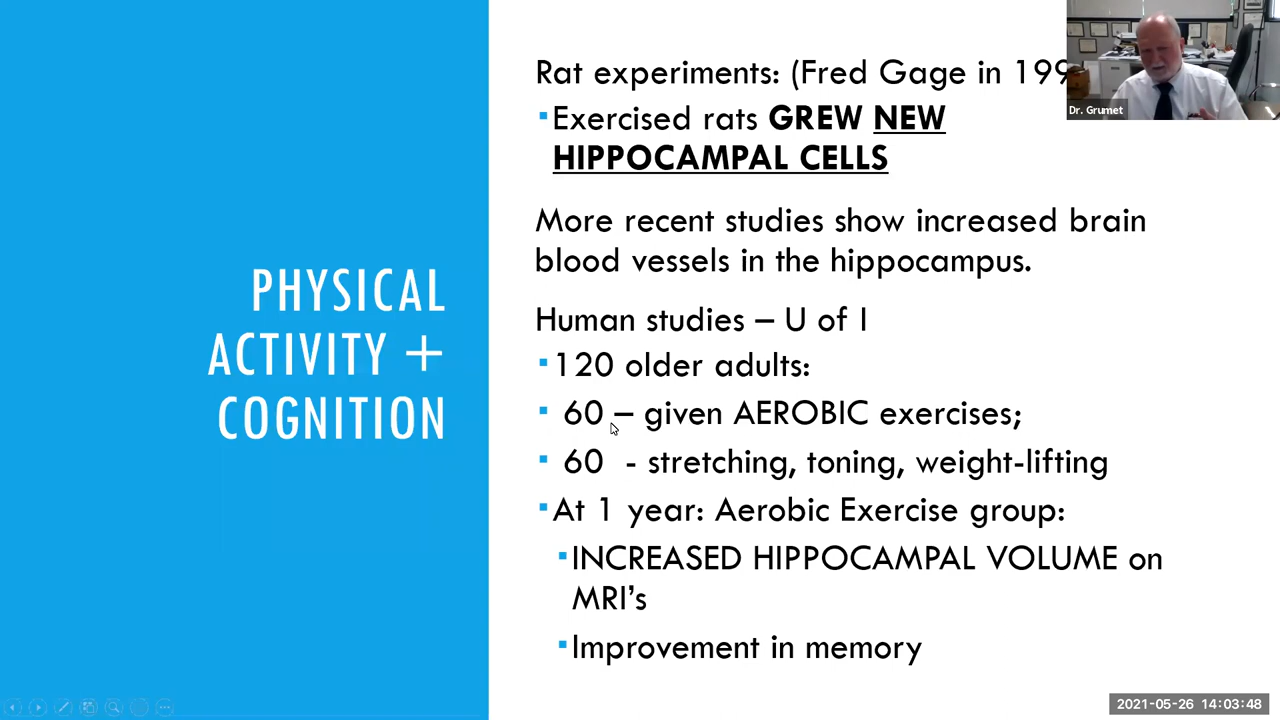 PHYSICAL
ACTIVITY +
COGNITION
Rat experiments: (Fred Gage in 199
▪Exercised rats GREW NEW
HIPPOCAMPAL CELLS
More recent studies show increased brain
blood vessels in the hippocampus.
Human studies – U of I
▪120 older adults:
▪ 60 – given AEROBIC exercises;
▪ 60 - stretching, toning, weight-lifting
▪At 1 year: Aerobic Exercise group:
▪INCREASED HIPPOCAMPAL VOLUME on
MRI's
▪Improvement in memory
Dr. Grumet
2021-05-26 14:03:48